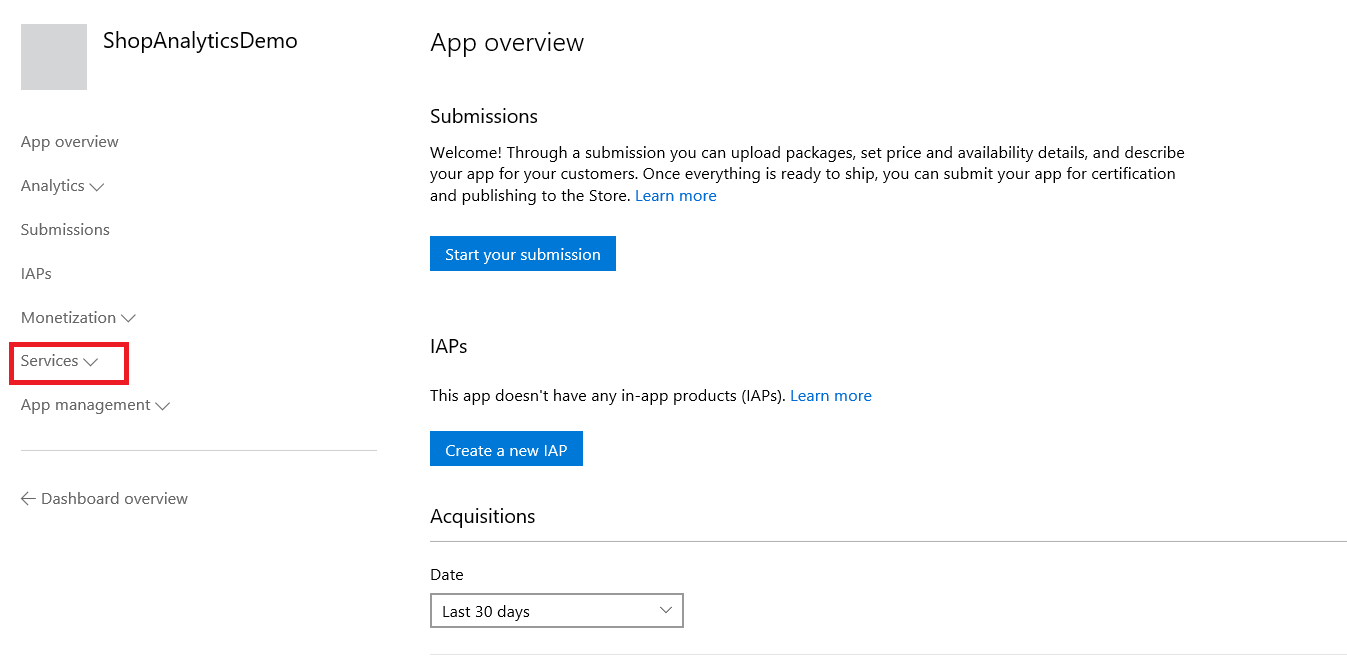 ShopAnalyticsDemo
App overview
Analytics
Submissions
IAPs
Monetization
Services
App management
Dashboard overview
App overview
Submissions
Welcome! Through a submission you can upload packages, set price and availability details, and describe
your app for your customers. Once everything is ready to ship, you can submit your app for certification
and publishing to the Store. Learn more
Start your submission
IAPs
This app doesn't have any in-app products (IAPs). Learn more
Create a new IAP
Acquisitions
Date
Last 30 days